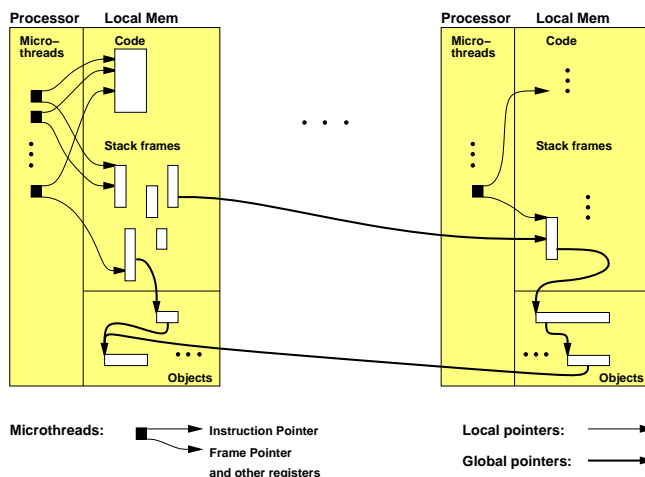 Processor Local Mem
Micro–
threads
Code
Stack frames
Objects
Processor Local Mem
Micro–
threads
Code
Stack frames
Objects
Microthreads:
Instruction Pointer
Frame Pointer
and other registers
Local pointers:
Global pointers: